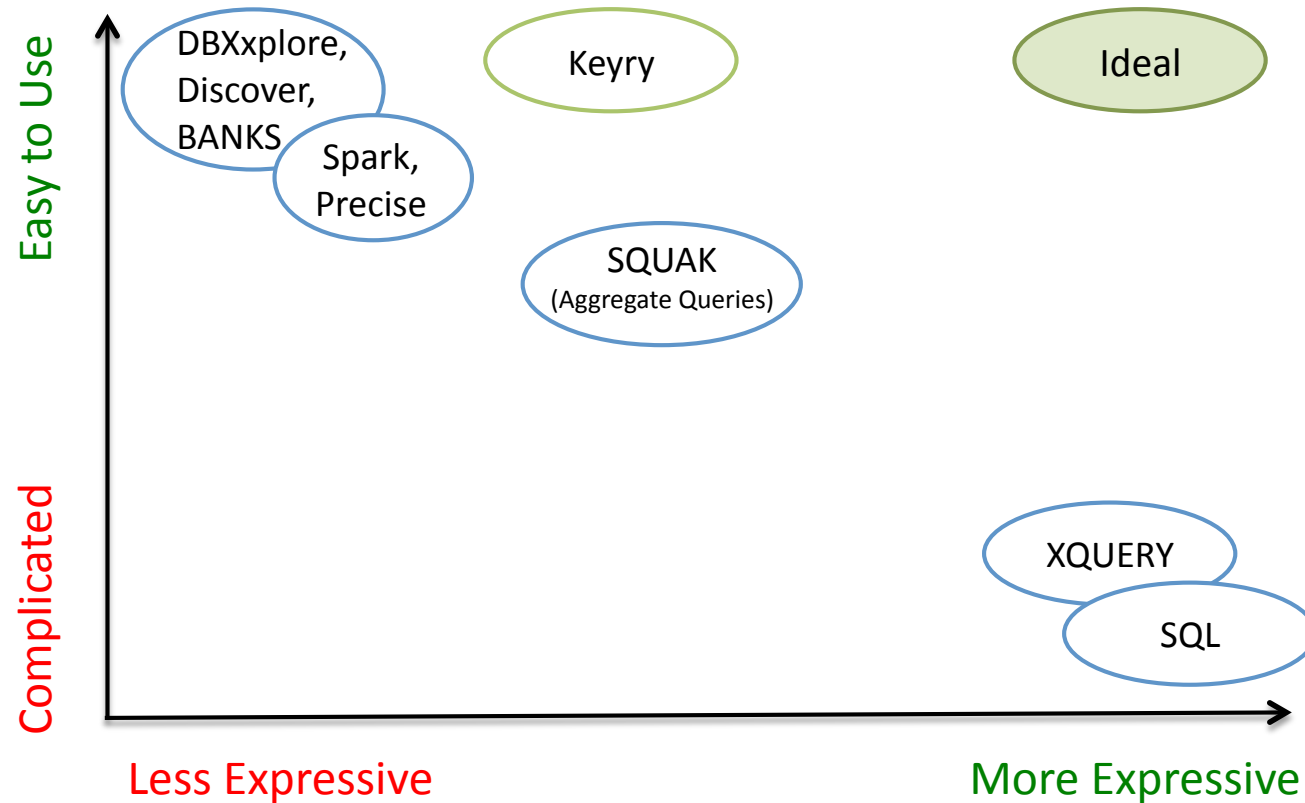 Easy to Use
Complicated
DBXxplore,
Discover,
BANKS
Spark,
Precise
Keyry
Ideal
SQUAK
(Aggregate Queries)
XQUERY
SQL
Less Expressive
More Expressive